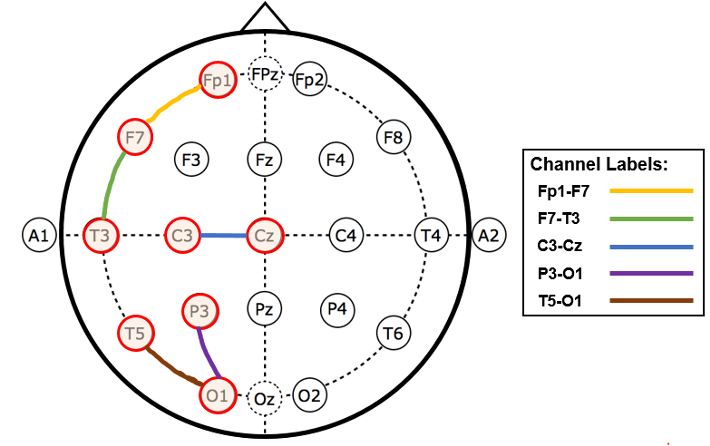 Fp1 FPz Fp2
F7 F8
F3 Fz F4
Channel Labels:
Fp1-F7
F7-T3
C3-Cz
P3-O1
T5-O1
A1 T3 C3 Cz C4 T4 A2
P3 Pz P4
T5 T6
O1 Oz O2